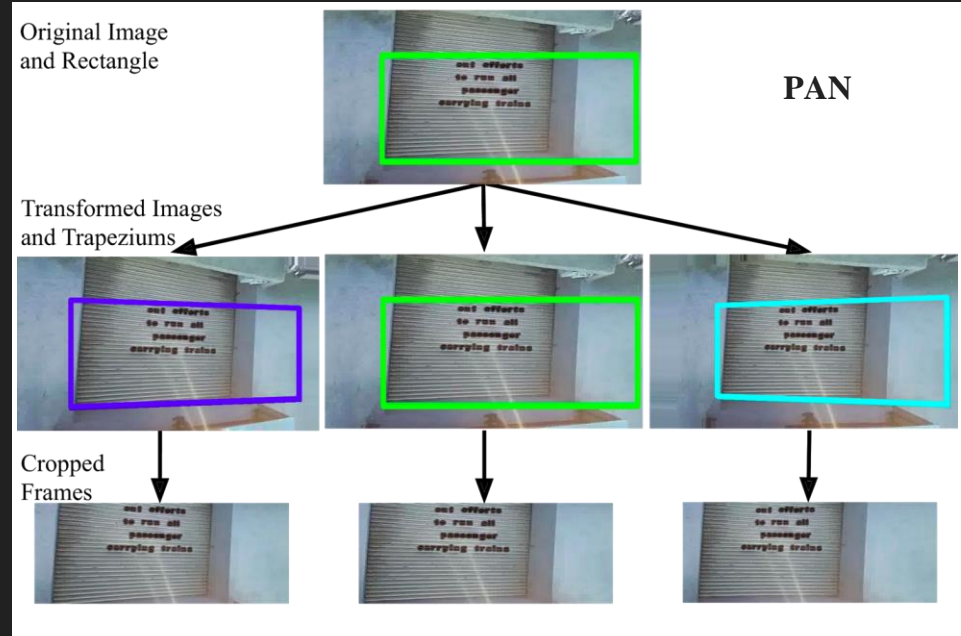 Original Image
and Rectangle
PAN
out efforts
to run all
passenger
carrying trains
Transformed Images
and Trapeziums
out efforts
to run all
passenger
carrying trains
out efforts
to run all
passenger
carrying trains
out efforts
to run all
passenger
carrying trains
Cropped
Frames
out efforts
to run all
passenger
carrying trains
out efforts
to run all
passenger
carrying trains
out efforts
to run all
passenger
carrying trains